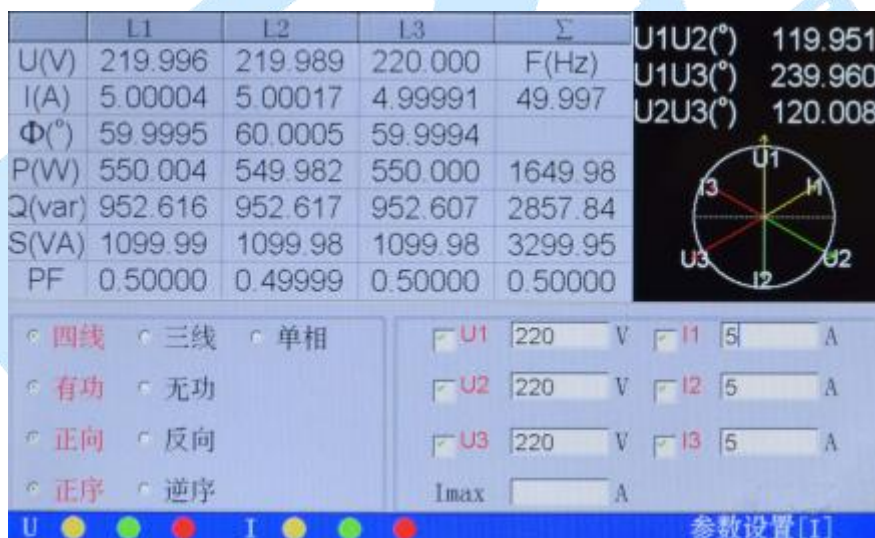 L1 L2 L3 Σ
U(V) 219.996 219.989 220.000 F(Hz)
I(A) 5.00004 5.00017 4.99991 49.997
Φ(°) 59.9995 60.0005 59.9994
P(W) 550.004 549.982 550.000 1649.98
Q(var) 952.616 952.617 952.607 2857.84
S(VA) 1099.99 1099.98 1099.98 3299.95
PF 0.50000 0.49999 0.50000 0.50000
U1U2(°) 119.951
U1U3(°) 239.960
U2U3(°) 120.008
U1
I3 I1
U3 U2
I2
四线 三线 单相 U1 220 V I1 5 A
有功 无功 U2 220 V I2 5 A
正向 反向 U3 220 V I3 5 A
正序 逆序 Imax A
U I 参数设置[I]